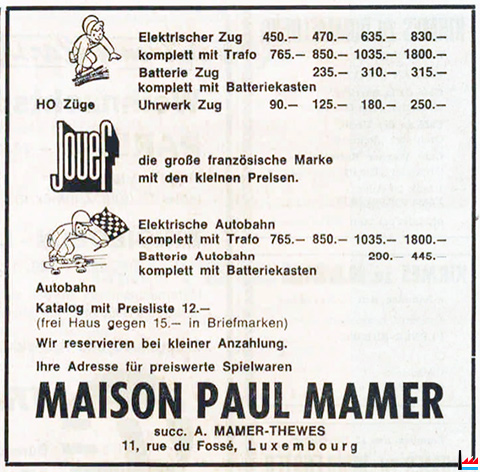 Elektrischer Zug 450.— 470.— 635.— 830.—
komplett mit Trafo 765.— 850.— 1035.— 1800.—
Batterie Zug 235.— 310.— 315.—
komplett mit Batteriekasten
HO Züge Uhrwerk Zug 90.— 125.— 180.— 250.—
Jouef
die große französische Marke
mit den kleinen Preisen.
Elektrische Autobahn
komplett mit Trafo 765.— 850.— 1035.— 1800.—
Batterie Autobahn 290.— 445.—
komplett mit Batteriekasten
Autobahn
Katalog mit Preisliste 12.—
(frei Haus gegen 15.— in Briefmarken)
Wir reservieren bei kleiner Anzahlung.
Ihre Adresse für preiswerte Spielwaren
MAISON PAUL MAMER
succ. A. MAMER-THEWES
11, rue du Fossé, Luxembourg